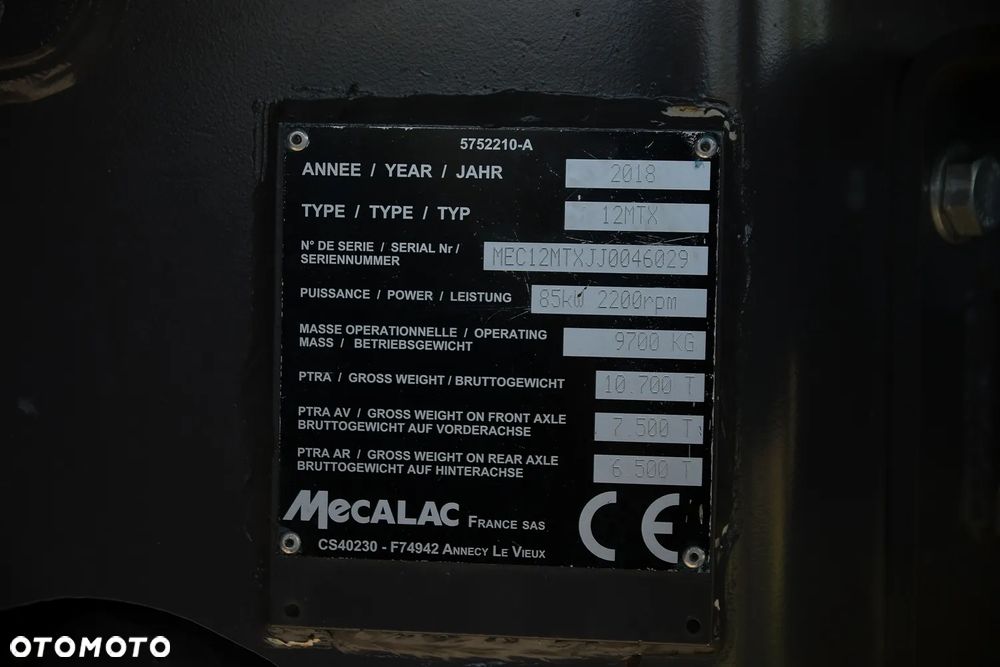 5752210-A
ANNEE / YEAR / JAHR 2018
TYPE / TYPE / TYP 12MTX
N° DE SERIE / SERIAL Nr /
SERIENNUMMER MEC12MTXJJ0046029
PUISSANCE / POWER / LEISTUNG 85kW 2200rpm
MASSE OPERATIONNELLE / OPERATING
MASS / BETRIEBSGEWICHT 9700 KG
PTRA / GROSS WEIGHT / BRUTTOGEWICHT 10.700 T
PTRA AV / GROSS WEIGHT ON FRONT AXLE
BRUTTOGEWICHT AUF VORDERACHSE 7.500 T
PTRA AR / GROSS WEIGHT ON REAR AXLE
BRUTTOGEWICHT AUF HINTERACHSE 6 500 T
MECALAC FRANCE SAS
CE
CS40230 - F74942 ANNECY LE VIEUX
OTOMOTO